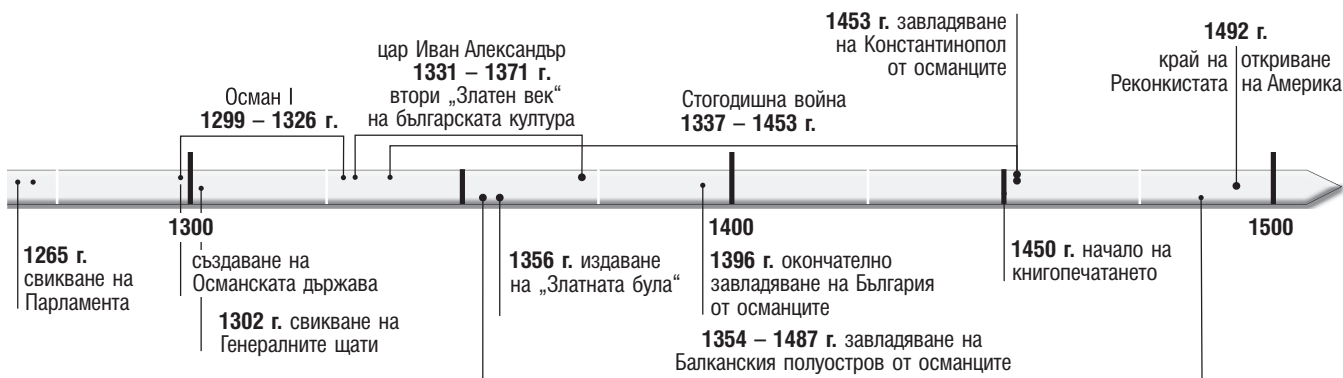 Осман I
1299 – 1326 г.
цар Иван Александър
1331 – 1371 г.
втори „Златен век“
на българската култура
Стогодишна война
1337 – 1453 г.
1453 г. завладяване
на Константинопол
от османците
1492 г.
край на
Реконкистата
откриване
на Америка
1300
1400
1500
1265 г.
свикване на
Парламента
създаване на
Османската държава
1302 г. свикване на
Генералните щати
1356 г. издаване
на „Златната була“
1396 г. окончателно
завладяване на България
от османците
1354 – 1487 г. завладяване на
Балканския полуостров от османците
1450 г. начало на
книгопечатането